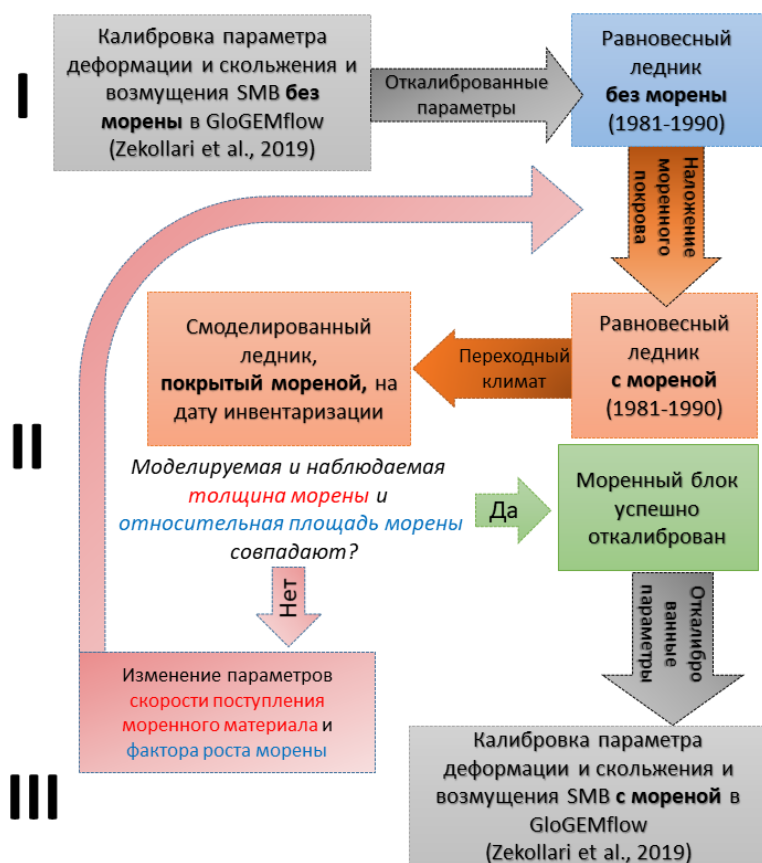 I
Калибровка параметра
деформации и скольжения и
возмущения SMB без
морены в GloGEMflow
(Zekollari et al., 2019)
Откалиброванные
параметры
Равновесный
ледник
без морены
(1981-1990)
Наложение
моренного
покрова
Равновесный
ледник
с мореной
(1981-1990)
Переходный
климат
Смоделированный
ледник,
покрытый мореной, на
дату инвентаризации
II
Моделируемая и наблюдаемая
толщина морены и
относительная площадь морены
совпадают?
Да
Моренный блок
успешно
откалиброван
Нет
Изменение параметров
скорости поступления
моренного материала и
фактора роста морены
Откалибро
ванные
параметры
III
Калибровка параметра
деформации и скольжения и
возмущения SMB с мореной в
GloGEMflow
(Zekollari et al., 2019)